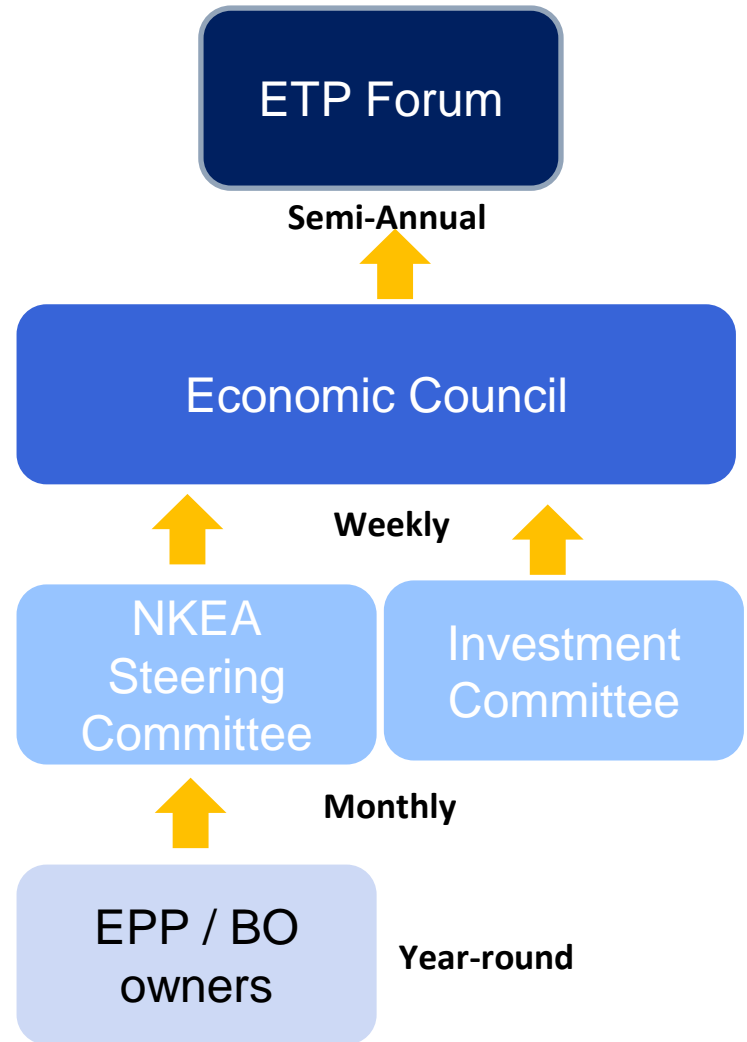 ETP Forum
Semi-Annual
Economic Council
Weekly
NKEA
Steering
Committee
Investment
Committee
Monthly
EPP / BO
owners
Year-round